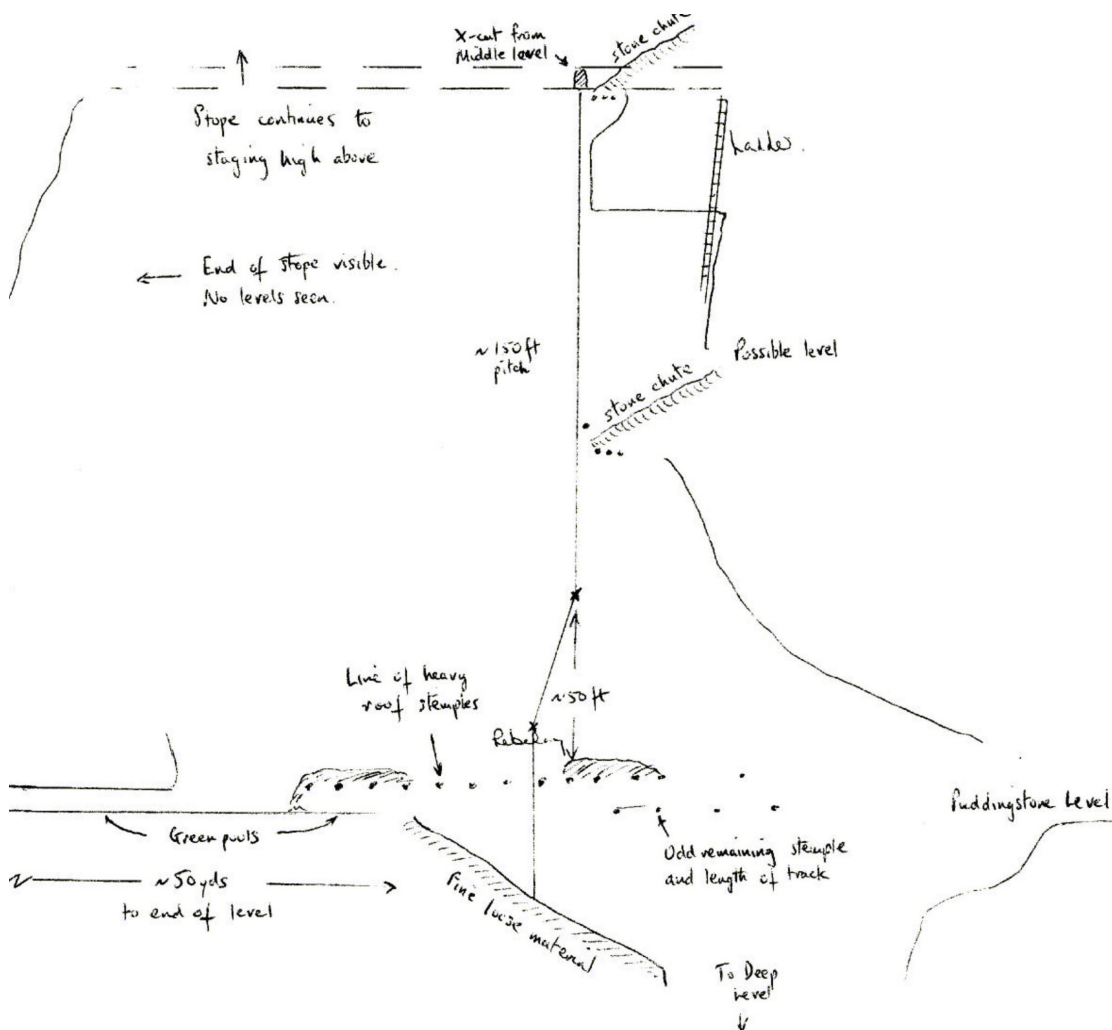 X-cut from
Middle level
stone chute
Stope continues to
staging high above
Ladder.
End of stope visible.
No levels seen.
~150ft
pitch
Possible level
stone chute
Line of heavy
roof stemples
~50ft
Rebelay
Puddingstone Level
Green pools
Odd remaining stemple
and length of track
~50yds
to end of level
Fine loose material
To Deep
Level